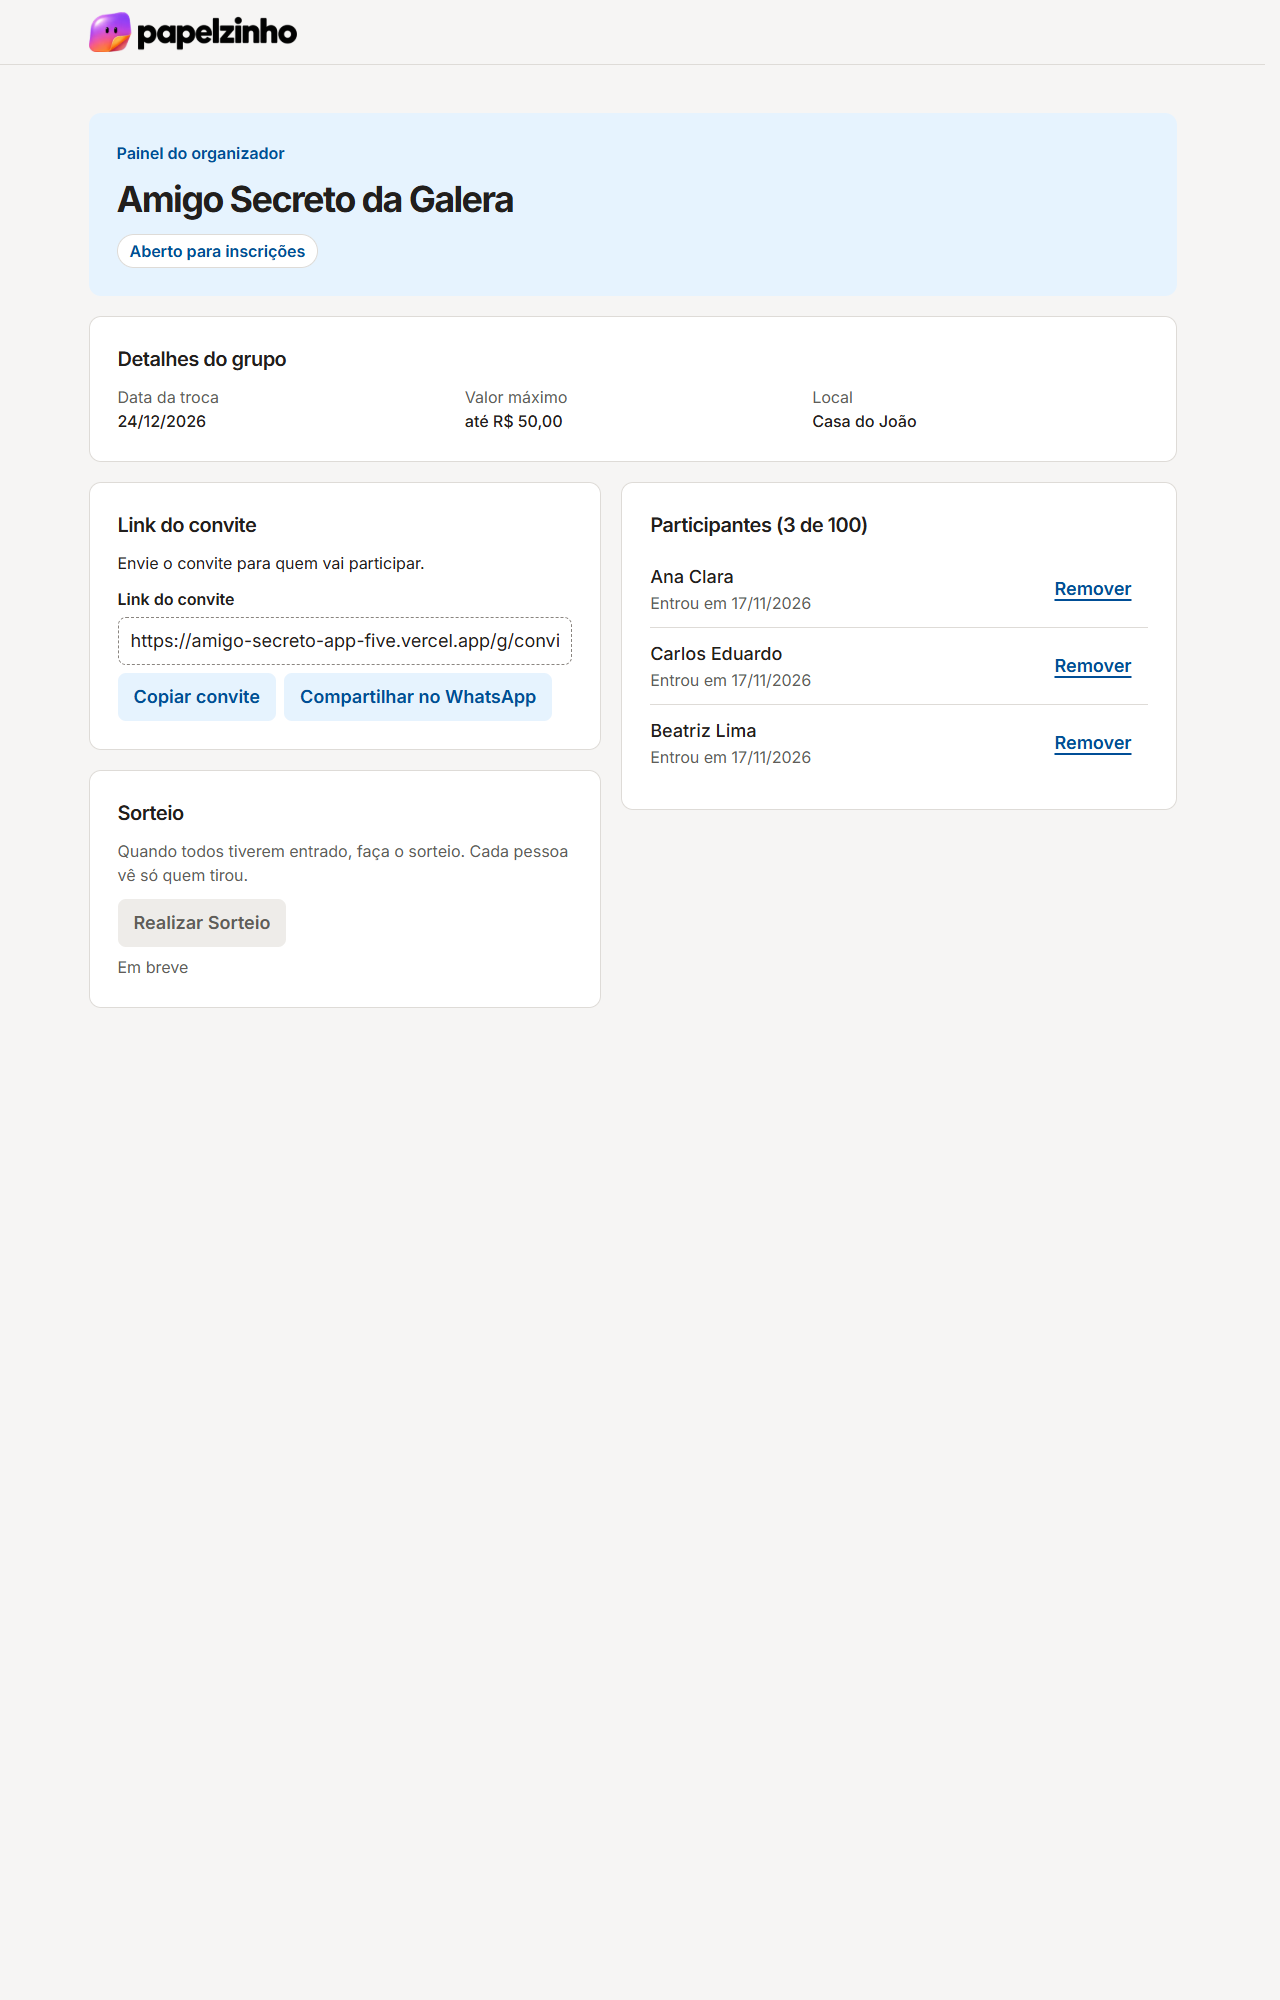 papelzinho
Painel do organizador
Amigo Secreto da Galera
Aberto para inscrições
Detalhes do grupo
Data da troca
24/12/2026
Valor máximo
até R$ 50,00
Local
Casa do João
Link do convite
Envie o convite para quem vai participar.
Link do convite
https://amigo-secreto-app-five.vercel.app/g/convi
Copiar convite
Compartilhar no WhatsApp
Participantes (3 de 100)
Ana Clara
Entrou em 17/11/2026
Remover
Carlos Eduardo
Entrou em 17/11/2026
Remover
Beatriz Lima
Entrou em 17/11/2026
Remover
Sorteio
Quando todos tiverem entrado, faça o sorteio. Cada pessoa
vê só quem tirou.
Realizar Sorteio
Em breve